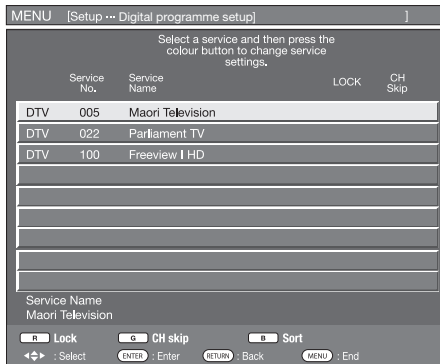 MENU [Setup ··· Digital programme setup]
Select a service and then press the
colour button to change service
settings.
Service No. Service Name LOCK CH Skip
DTV 005 Maori Television
DTV 022 Parliament TV
DTV 100 Freeview | HD
Service Name
Maori Television
R Lock G CH skip B Sort
: Select ENTER : Enter RETURN : Back MENU : End